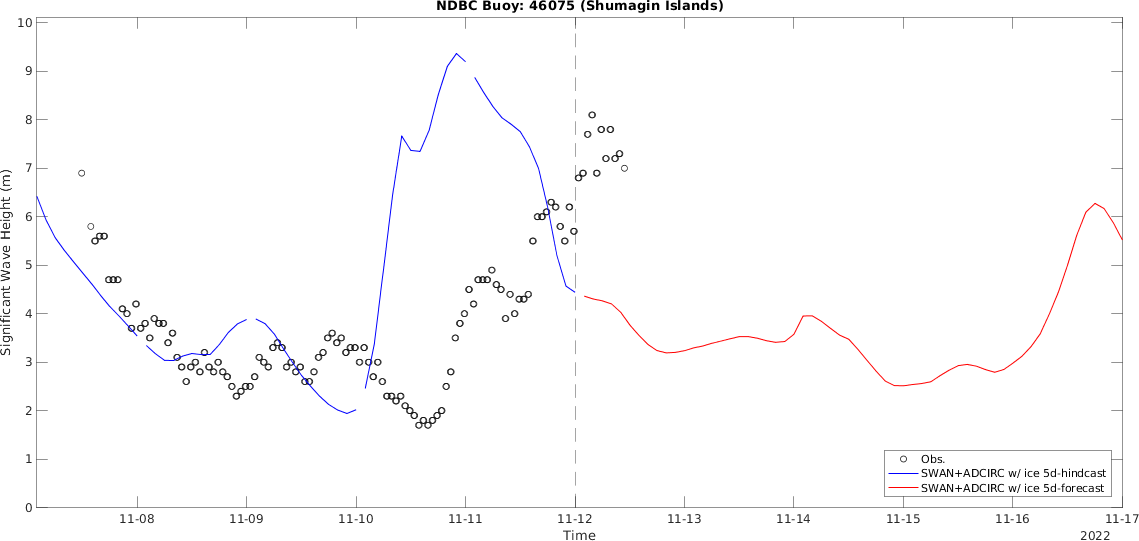 NDBC Buoy: 46075 (Shumagin Islands)
10
9
8
7
6
5
4
3
2
1
0
Significant Wave Height (m)
Obs.
SWAN+ADCIRC w/ ice 5d-hindcast
SWAN+ADCIRC w/ ice 5d-forecast
11-08 11-09 11-10 11-11 11-12 11-13 11-14 11-15 11-16 11-17
Time
2022